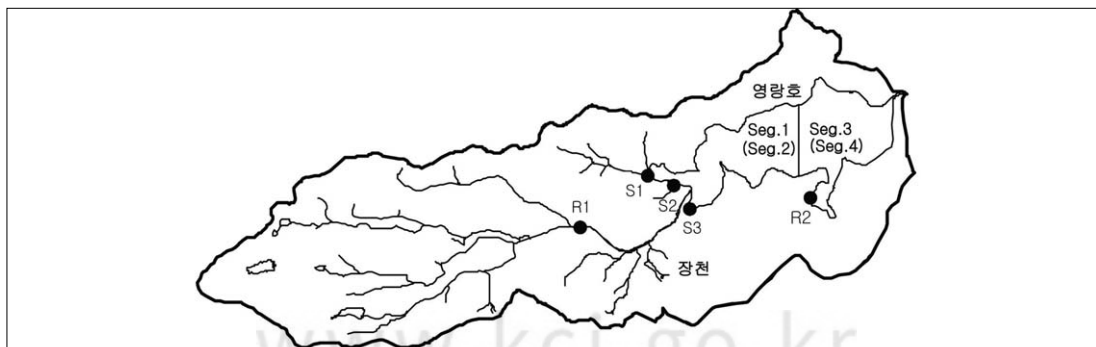 영랑호
Seg.1
(Seg.2)
Seg.3
(Seg.4)
S1
S2
S3
R1
R2
장천
www.kci.go.kr